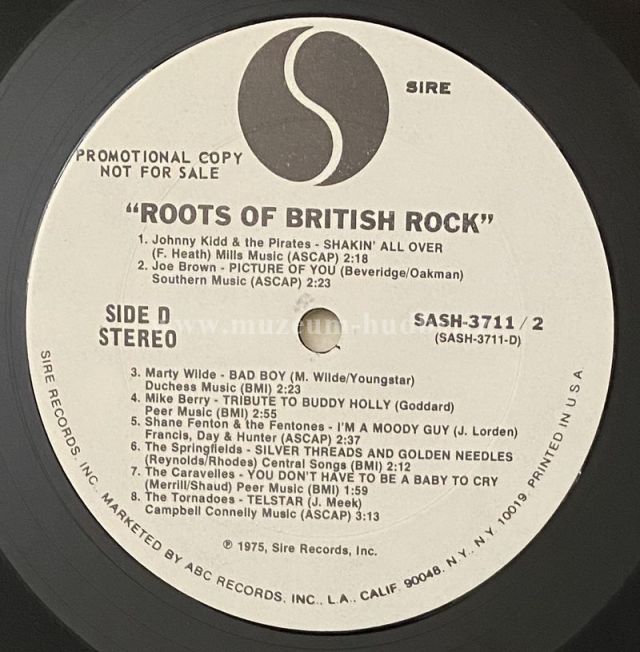 SIRE
PROMOTIONAL COPY
NOT FOR SALE
"ROOTS OF BRITISH ROCK"
1. Johnny Kidd & the Pirates - SHAKIN' ALL OVER
(F. Heath) Mills Music (ASCAP) 2:18
2. Joe Brown - PICTURE OF YOU (Beveridge/Oakman)
Southern Music (ASCAP) 2:23
SIDE D
STEREO
SASH-3711/2
(SASH-3711-D)
www.muzeum-hud
3. Marty Wilde - BAD BOY (M. Wilde/Youngstar)
Duchess Music (BMI) 2:23
4. Mike Berry - TRIBUTE TO BUDDY HOLLY (Goddard)
Peer Music (BMI) 2:55
5. Shane Fenton & the Fentones - I'M A MOODY GUY (J. Lorden)
Francis, Day & Hunter (ASCAP) 2:37
6. The Springfields - SILVER THREADS AND GOLDEN NEEDLES
(Reynolds/Rhodes) Central Songs (BMI) 2:12
7. The Caravelles - YOU DON'T HAVE TO BE A BABY TO CRY
(Merrill/Shaud) Peer Music (BMI) 1:59
8. The Tornadoes - TELSTAR (J. Meek)
Campbell Connelly Music (ASCAP) 3:13
℗ 1975, Sire Records, Inc.
SIRE RECORDS, INC., MARKETED BY ABC RECORDS, INC., L.A., CALIF. 90048, N.Y., N.Y. 10019. PRINTED IN U S A